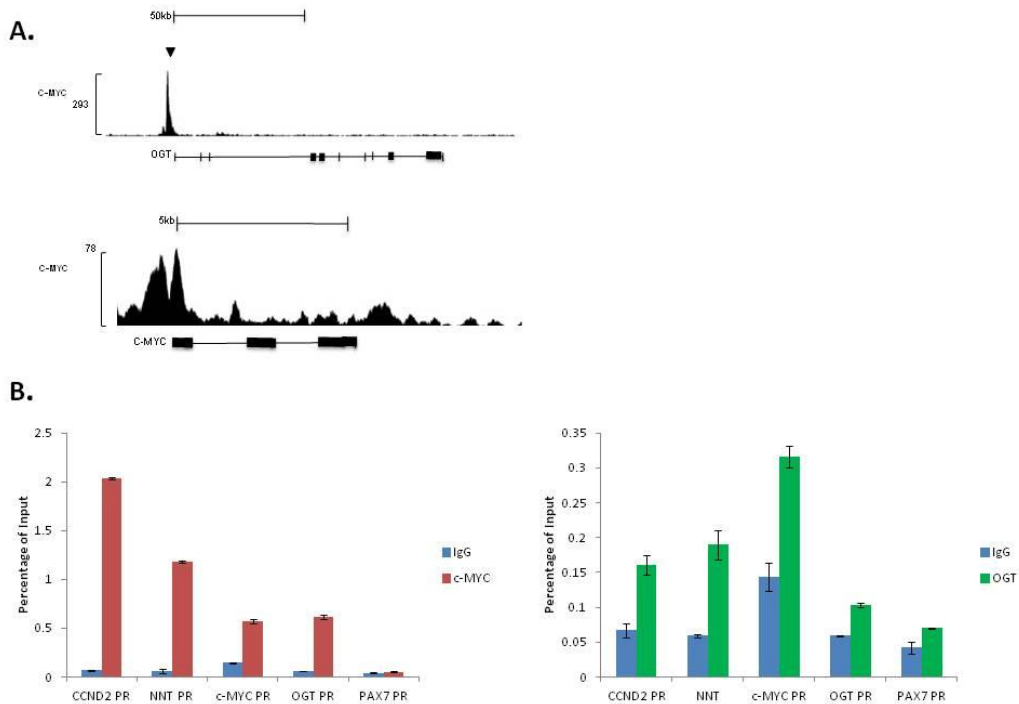 A.
50kb
C-MYC
293
OGT
5kb
78
C-MYC
C-MYC
B.
Percentage of Input
2.5
2
1.5
1
0.5
0
CCND2 PR
NNT PR
c-MYC PR
OGT PR
PAX7 PR
IgG
c-MYC
Percentage of Input
0.35
0.3
0.25
0.2
0.15
0.1
0.05
0
CCND2 PR
NNT
c-MYC PR
OGT PR
PAX7 PR
IgG
OGT